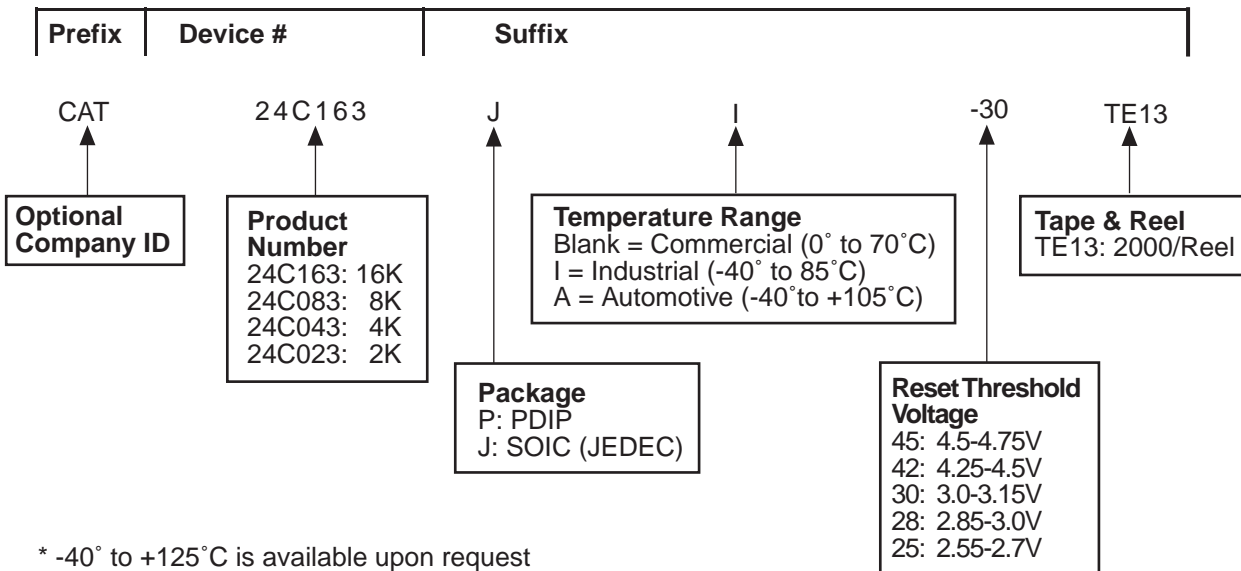 Prefix Device # Suffix
CAT 24C163 J I -30 TE13
Optional
Company ID
Product
Number
24C163: 16K
24C083: 8K
24C043: 4K
24C023: 2K
Package
P: PDIP
J: SOIC (JEDEC)
Temperature Range
Blank = Commercial (0˚ to 70˚C)
I = Industrial (-40˚ to 85˚C)
A = Automotive (-40˚to +105˚C)
Reset Threshold
Voltage
45: 4.5-4.75V
42: 4.25-4.5V
30: 3.0-3.15V
28: 2.85-3.0V
25: 2.55-2.7V
Tape & Reel
TE13: 2000/Reel
* -40˚ to +125˚C is available upon request